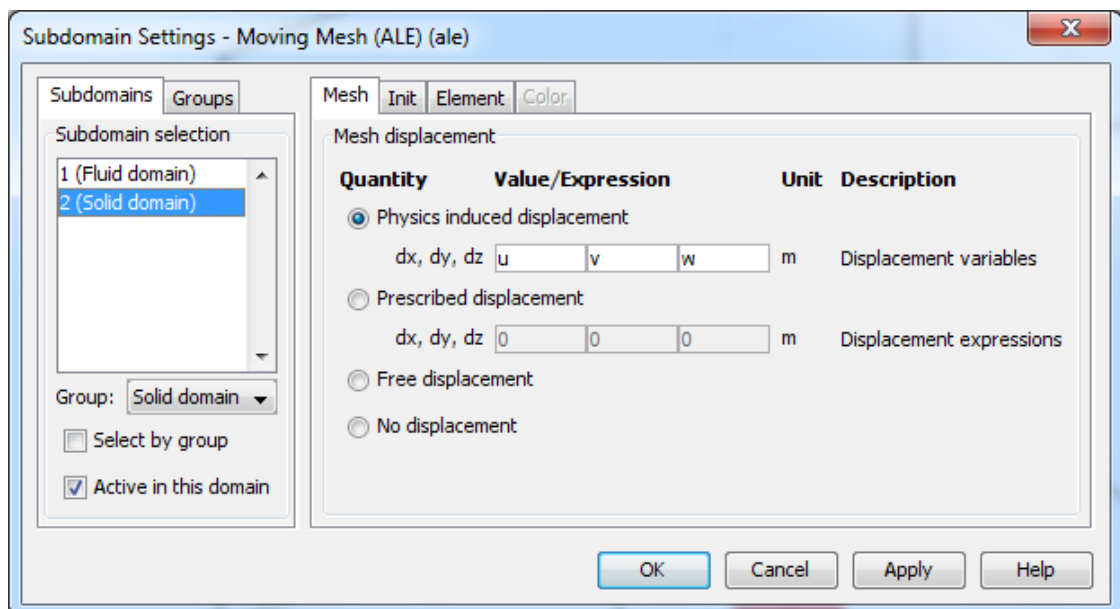 Subdomain Settings - Moving Mesh (ALE) (ale)
Subdomains Groups
Subdomain selection
1 (Fluid domain)
2 (Solid domain)
Group: Solid domain
Select by group
Active in this domain
Mesh Init Element Color
Mesh displacement
Quantity Value/Expression Unit Description
Physics induced displacement
dx, dy, dz u v w m Displacement variables
Prescribed displacement
dx, dy, dz 0 0 0 m Displacement expressions
Free displacement
No displacement
OK Cancel Apply Help